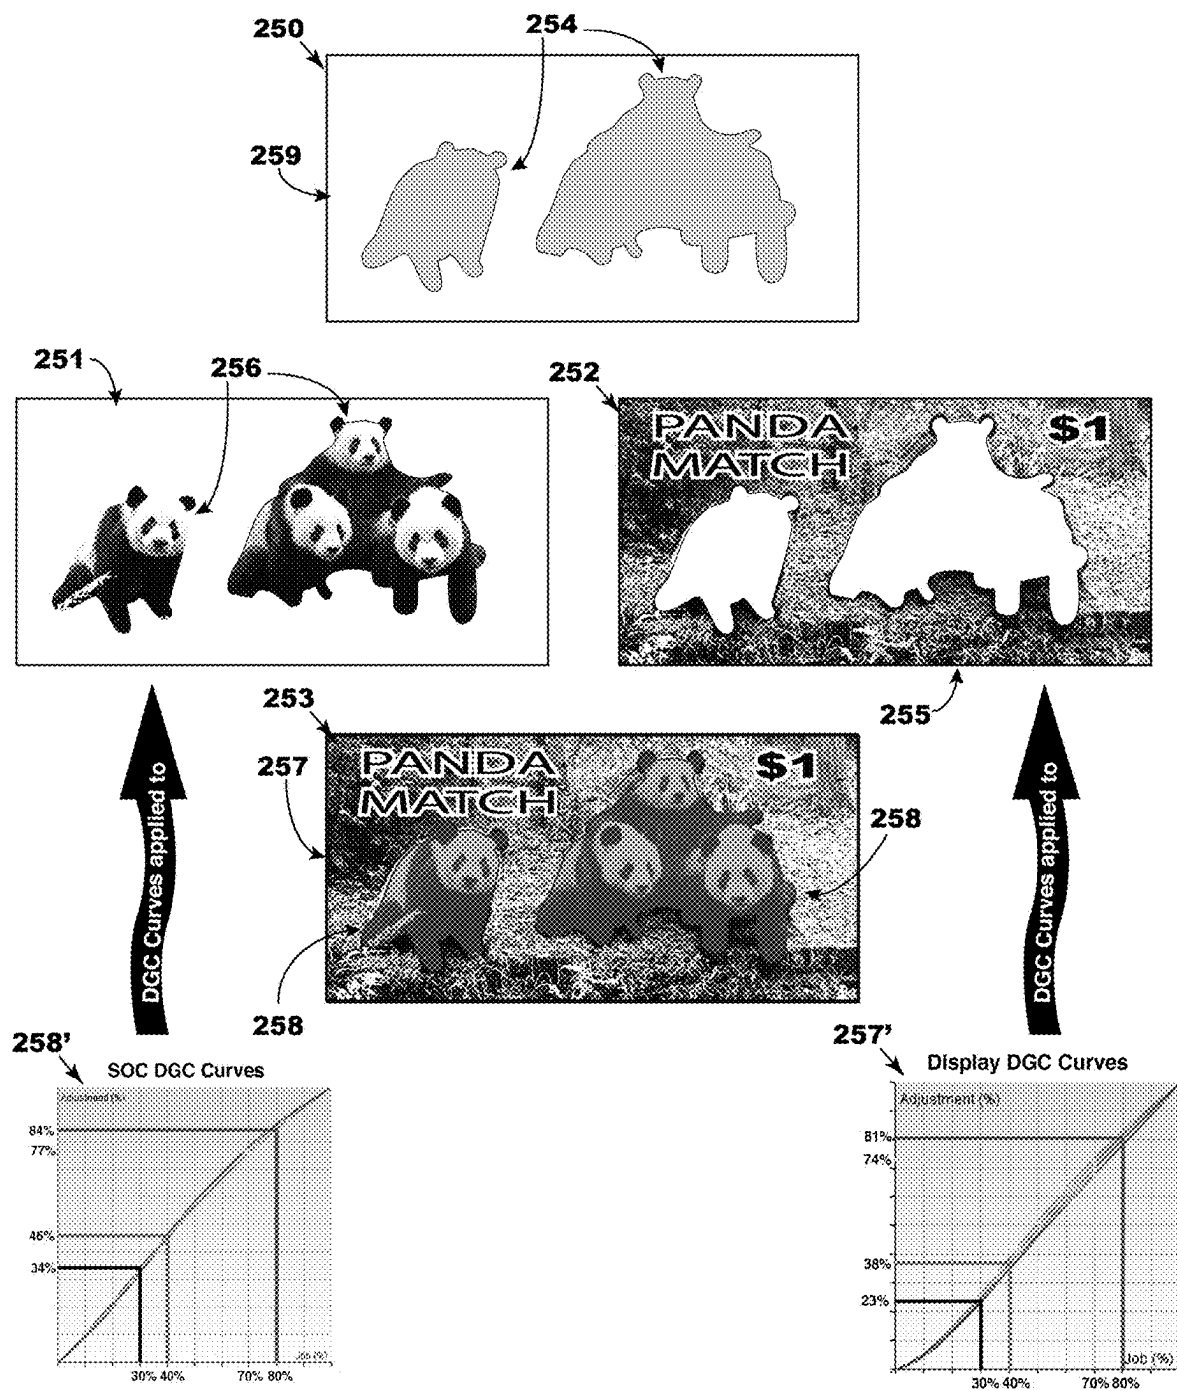 250
254
259
251
256
252
PANDA
MATCH
$1
255
253
257
PANDA
MATCH
$1
258
258
DGC Curves applied to
DGC Curves applied to
258'
SOC DGC Curves
Adjustment (%)
84%
77%
46%
34%
Job (%)
30% 40% 70% 80%
257'
Display DGC Curves
Adjustment (%)
81%
74%
38%
23%
Job (%)
30% 40% 70% 80%